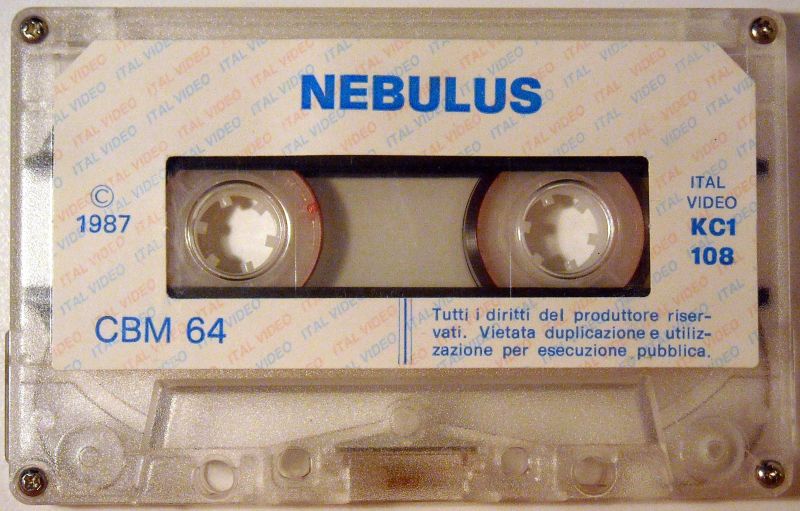 NEBULUS
©
1987
ITAL
VIDEO
KC1
108
CBM 64
Tutti i diritti del produttore riser-
vati. Vietata duplicazione e utiliz-
zazione per esecuzione pubblica.